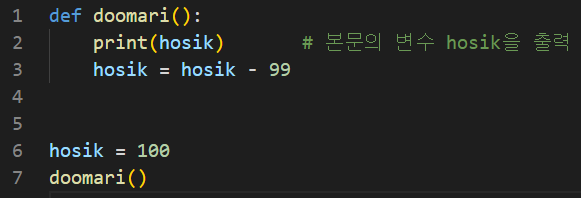 1 def doomari():
2     print(hosik)       # 본문의 변수 hosik을 출력
3     hosik = hosik - 99
4
5
6 hosik = 100
7 doomari()